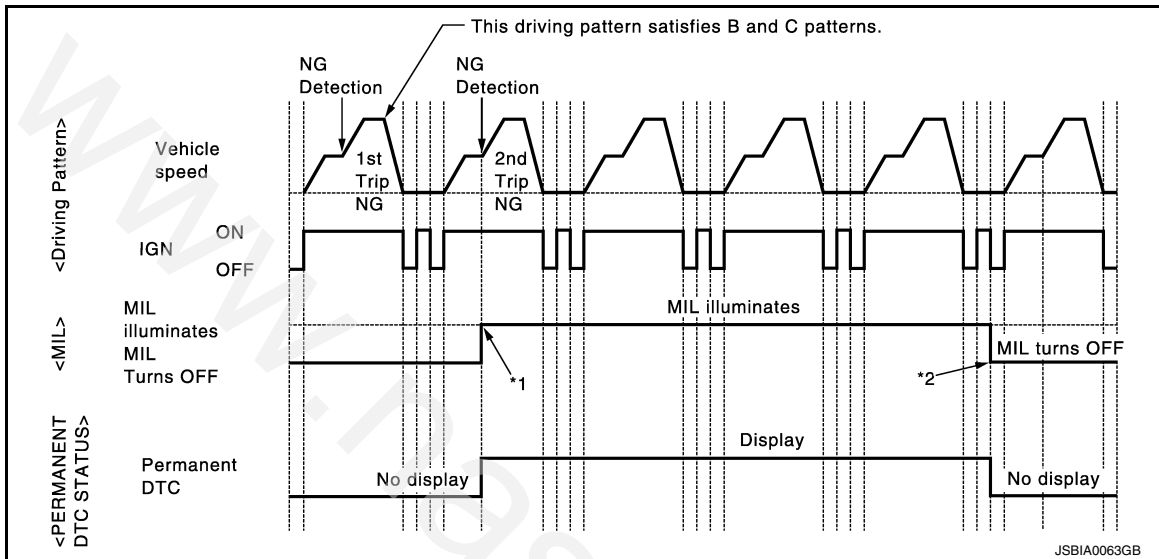 This driving pattern satisfies B and C patterns.
NG
Detection
NG
Detection
<Driving Pattern>
Vehicle
speed
1st
Trip
NG
2nd
Trip
NG
IGN
ON
OFF
<MIL>
MIL
illuminates
MIL
Turns OFF
MIL illuminates
*1
*2
MIL turns OFF
<PERMANENT
DTC STATUS>
Permanent
DTC
No display
Display
No display
JSBIA0063GB
www.nas